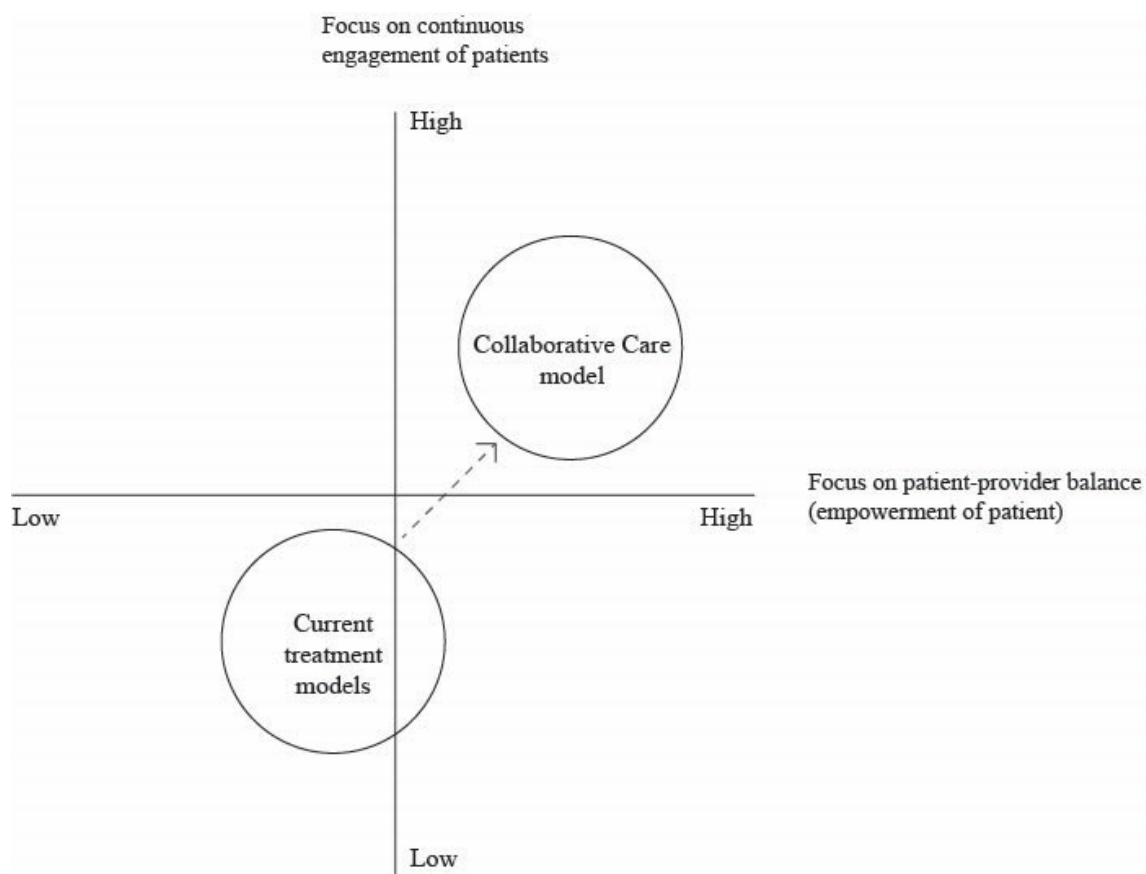 Focus on continuous
engagement of patients
High
Collaborative Care
model
Focus on patient-provider balance
(empowerment of patient)
Low
High
Current
treatment
models
Low